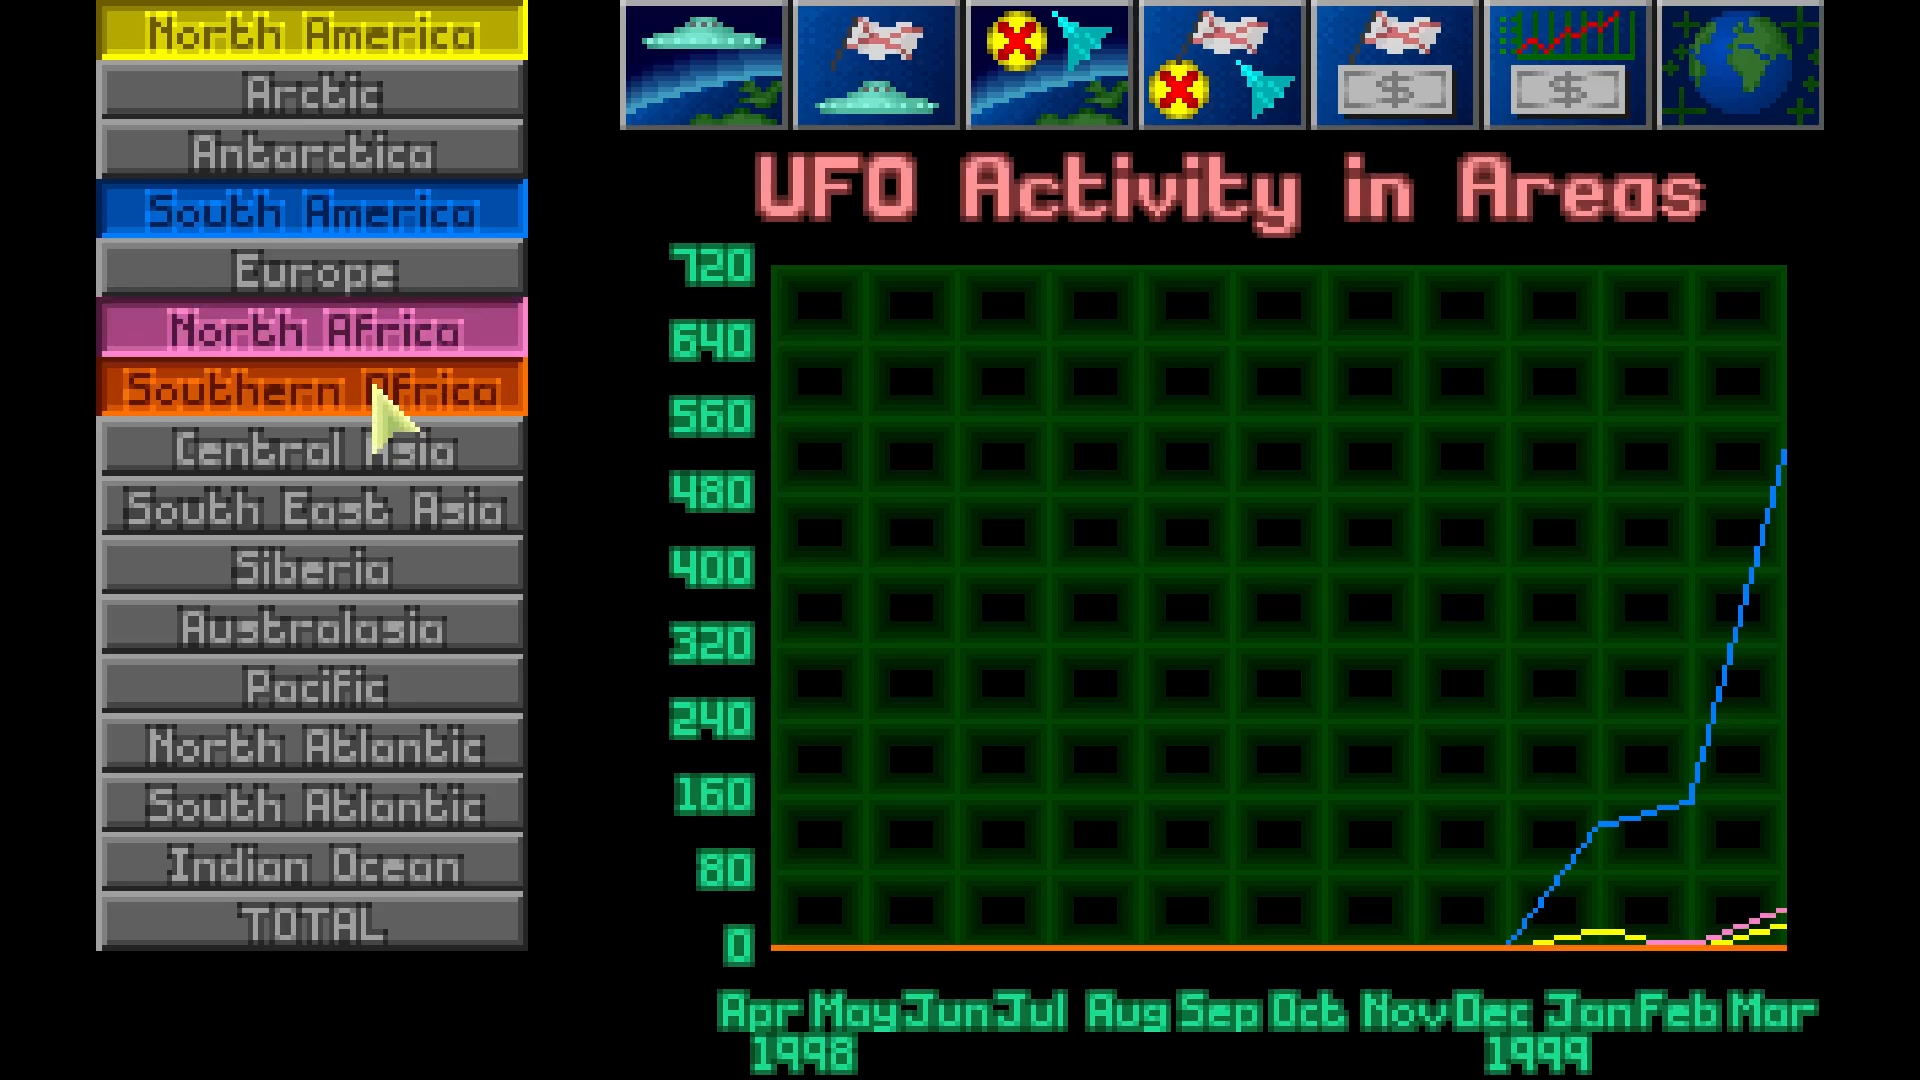 North America
Arctic
Antarctica
South America
Europe
North Africa
Southern Africa
Central Asia
South East Asia
Siberia
Australasia
Pacific
North Atlantic
South Atlantic
Indian Ocean
TOTAL
$ $
UFO Activity in Areas
720
640
560
480
400
320
240
160
80
0
Apr May Jun Jul Aug Sep Oct Nov Dec Jan Feb Mar
1998 1999